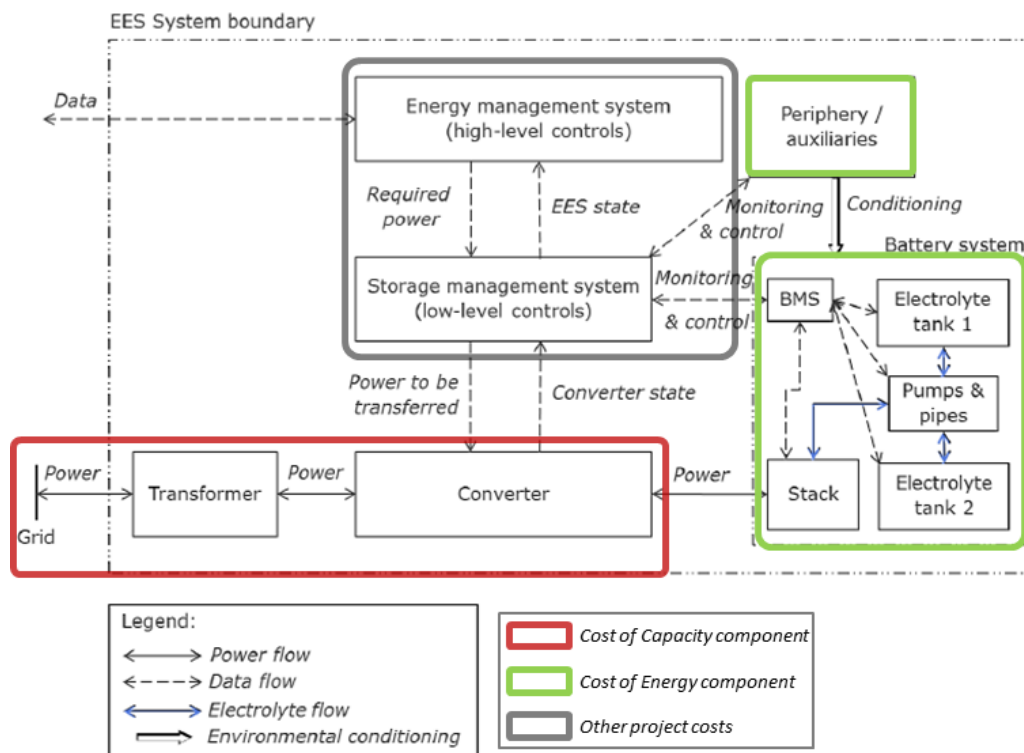 EES System boundary
Data
Energy management system
(high-level controls)
Periphery /
auxiliaries
Required
power
EES state
Monitoring
& control
Conditioning
Battery system
Storage management system
(low-level controls)
Monitoring
& control
BMS
Electrolyte
tank 1
Pumps &
pipes
Power to be
transferred
Converter state
Power
Transformer
Power
Converter
Power
Stack
Electrolyte
tank 2
Grid
Legend:
Power flow
Data flow
Electrolyte flow
Environmental conditioning
Cost of Capacity component
Cost of Energy component
Other project costs